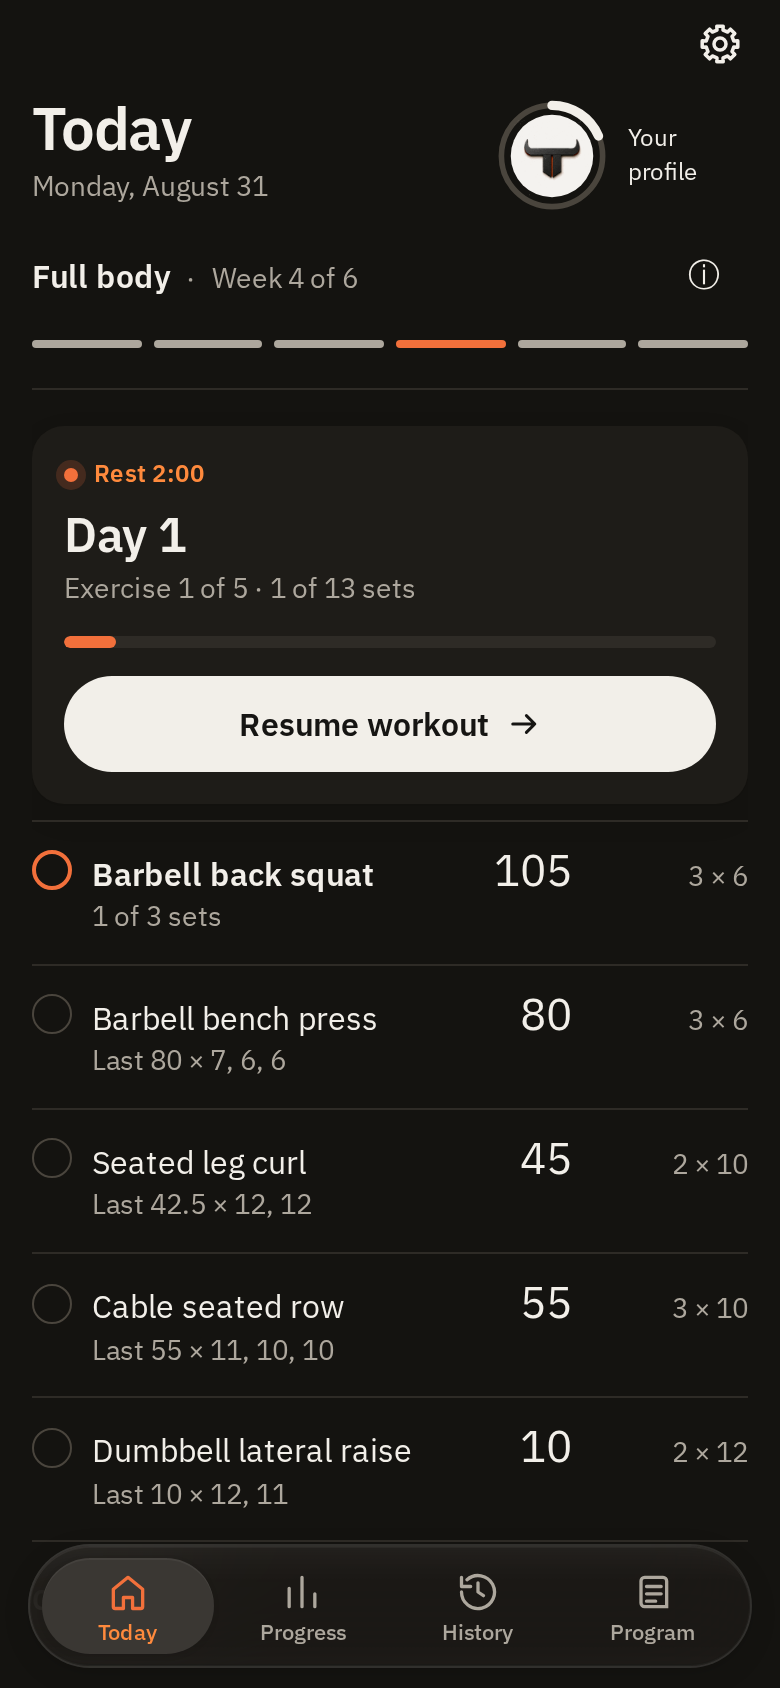 Today
Monday, August 31
Your
profile
Full body · Week 4 of 6
Rest 2:00
Day 1
Exercise 1 of 5 · 1 of 13 sets
Resume workout →
Barbell back squat 105 3 × 6
1 of 3 sets
Barbell bench press 80 3 × 6
Last 80 × 7, 6, 6
Seated leg curl 45 2 × 10
Last 42.5 × 12, 12
Cable seated row 55 3 × 10
Last 55 × 11, 10, 10
Dumbbell lateral raise 10 2 × 12
Last 10 × 12, 11
Today Progress History Program